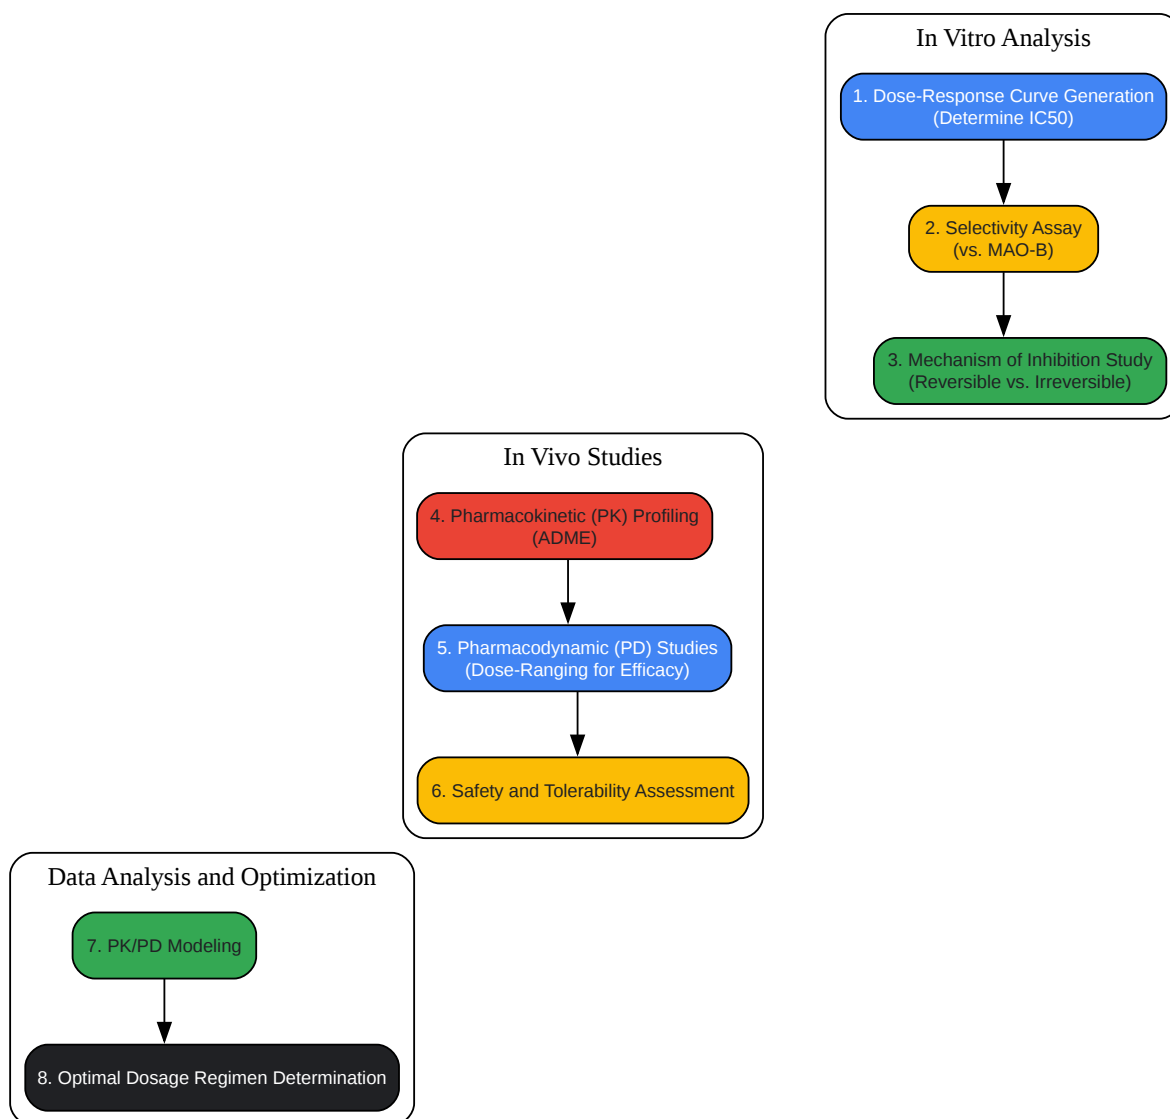 In Vitro Analysis
1. Dose-Response Curve Generation
(Determine IC50)
2. Selectivity Assay
(vs. MAO-B)
3. Mechanism of Inhibition Study
(Reversible vs. Irreversible)
In Vivo Studies
4. Pharmacokinetic (PK) Profiling
(ADME)
5. Pharmacodynamic (PD) Studies
(Dose-Ranging for Efficacy)
6. Safety and Tolerability Assessment
Data Analysis and Optimization
7. PK/PD Modeling
8. Optimal Dosage Regimen Determination